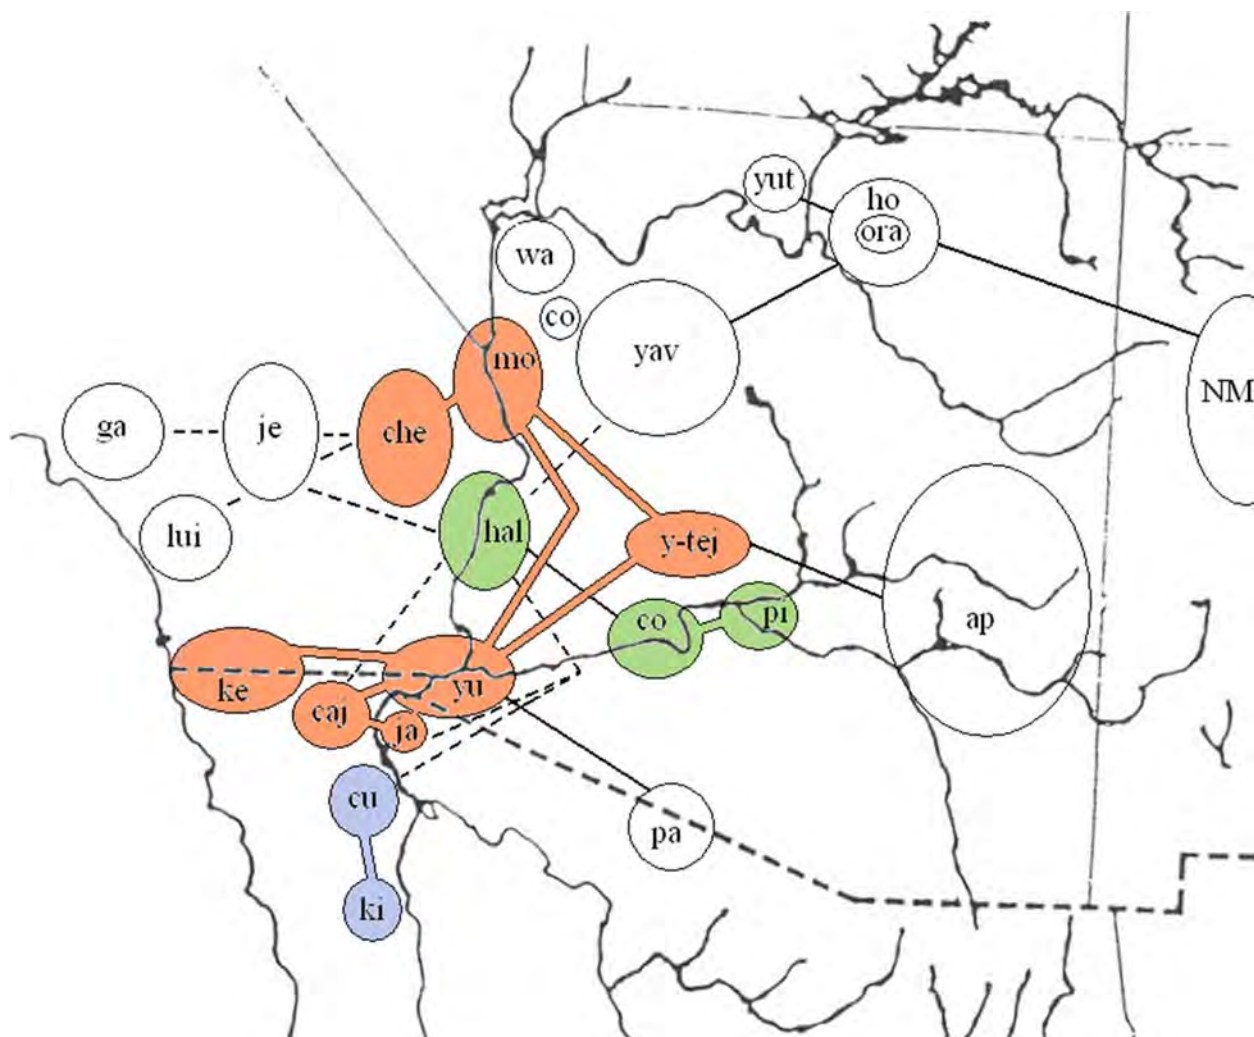 yut
ho
ora
wa
co
mo
yav
NM
ga
je
che
lui
hal
y-tej
co
pi
ap
ke
yu
caj
ja
cu
pa
ki